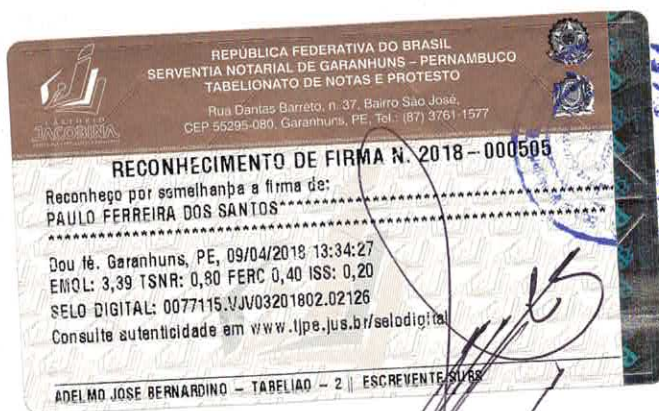 REPÚBLICA FEDERATIVA DO BRASIL
SERVENTIA NOTARIAL DE GARANHUNS – PERNAMBUCO
TABELIONATO DE NOTAS E PROTESTO
Rua Dantas Barreto, n. 37, Bairro São José,
CEP 55295-080, Garanhuns, PE, Tel.: (87) 3761-1577
CARTÓRIO
JACOBINA
RECONHECIMENTO DE FIRMA N. 2018-000505
Reconheço por semelhanþa a firma de:
PAULO FERREIRA DOS SANTOS****************************************
*****************************************************************
Dou fé. Garanhuns, PE, 09/04/2018 13:34:27
EMOL: 3,39 TSNR: 0,80 FERC 0,40 ISS: 0,20
SELO DIGITAL: 0077115.VJV03201802.02126
Consulte autenticidade em www.tjpe.jus.br/selodigital
ADELMO JOSE BERNARDINO - TABELIAO - 2 || ESCREVENTE SUBS